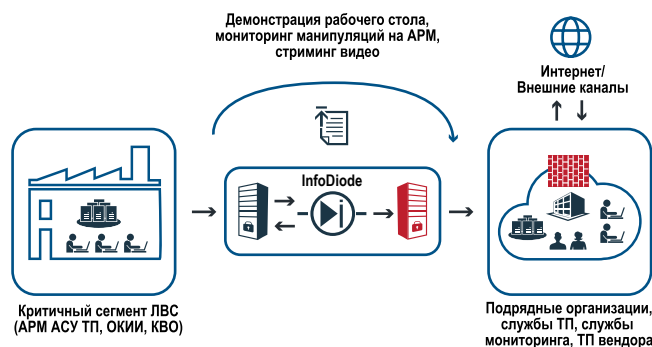 Демонстрация рабочего стола,
мониторинг манипуляций на АРМ,
стриминг видео
Интернет/
Внешние каналы
InfoDiode
Критичный сегмент ЛВС
(АРМ АСУ ТП, ОКИИ, КВО)
Подрядные организации,
службы ТП, службы
мониторинга, ТП вендора